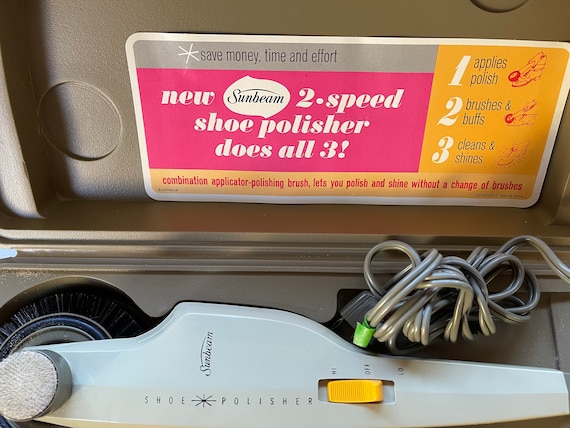 save money, time and effort
new Sunbeam 2·speed
shoe polisher
does all 3!
1 applies
polish
2 brushes &
buffs
3 cleans &
shines
combination applicator-polishing brush, lets you polish and shine without a change of brushes
Sunbeam
SHOE POLISHER
HI OFF LO